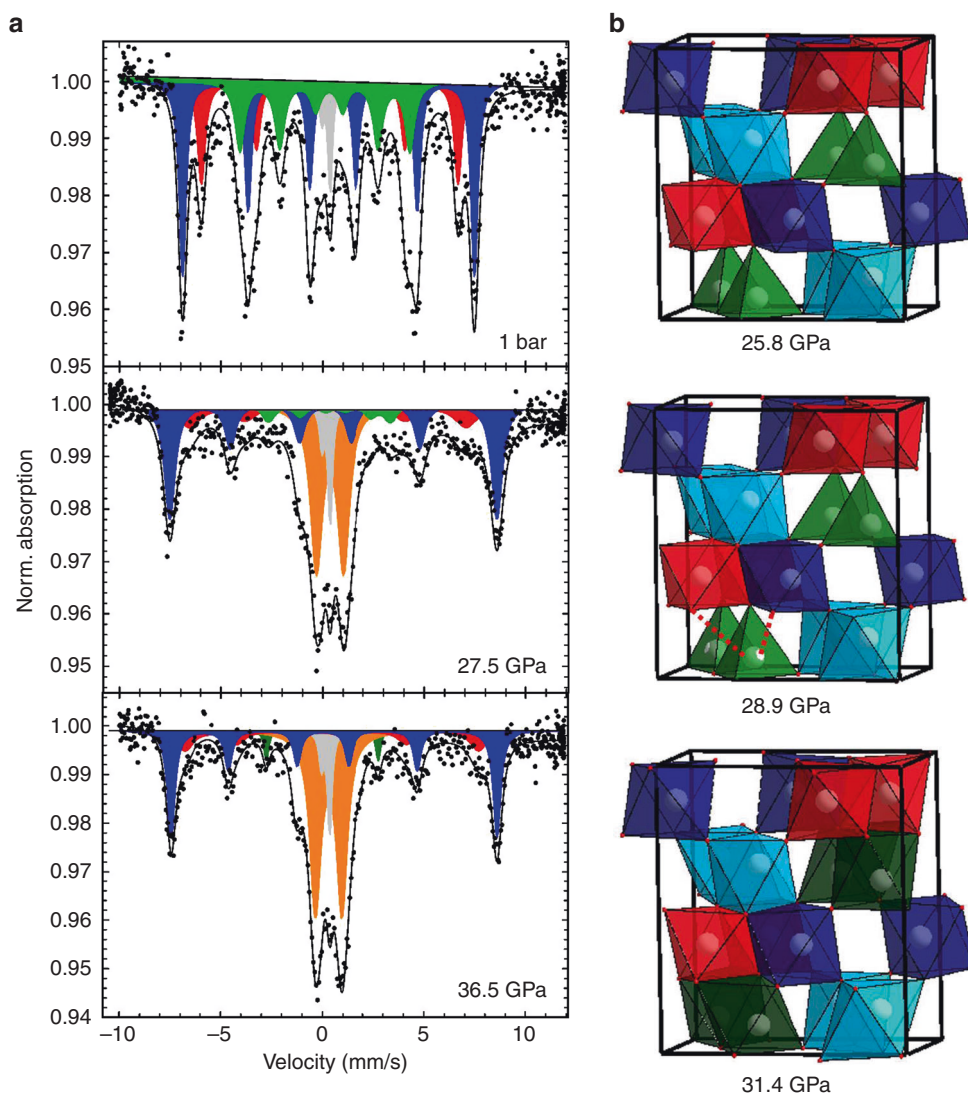 a
b
Norm. absorption
1.00
0.99
0.98
0.97
0.96
0.95
1 bar
1.00
0.99
0.98
0.97
0.96
0.95
27.5 GPa
1.00
0.99
0.98
0.97
0.96
0.95
0.94
36.5 GPa
–10 –5 0 5 10
Velocity (mm/s)
25.8 GPa
28.9 GPa
31.4 GPa